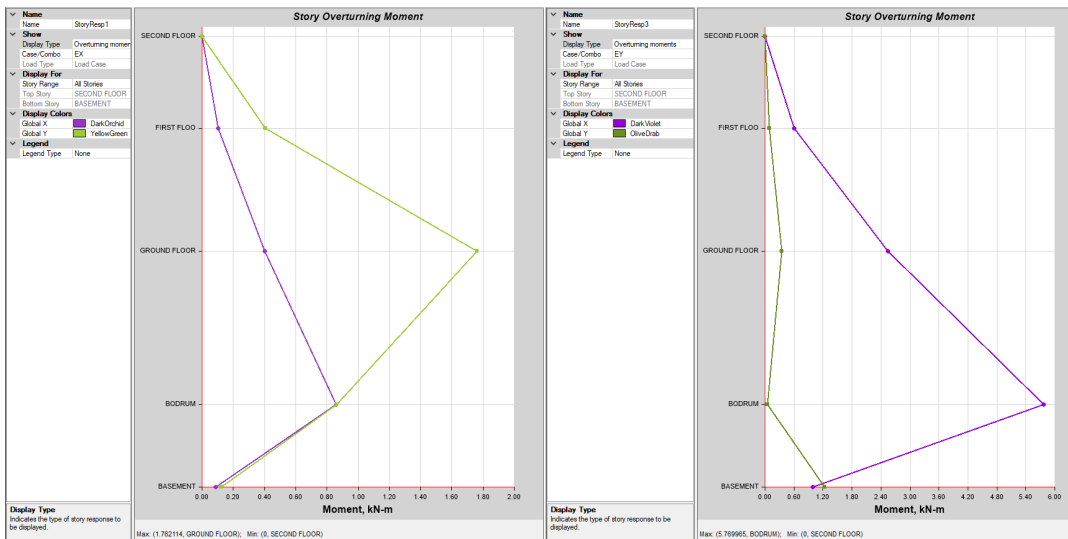 Name
Name StoryResp1
Show
Display Type Overturning momen
Case/Combo EX
Load Type Load Case
Display For
Story Range All Stories
Top Story SECOND FLOOR
Bottom Story BASEMENT
Display Colors
Global X DarkOrchid
Global Y YellowGreen
Legend
Legend Type None
Display Type
Indicates the type of story response to
be displayed.
Story Overturning Moment
SECOND FLOOR
FIRST FLOO
GROUND FLOOR
BODRUM
BASEMENT
0.00 0.20 0.40 0.60 0.80 1.00 1.20 1.40 1.60 1.80 2.00
Moment, kN-m
Max: (1.762114, GROUND FLOOR); Min: (0, SECOND FLOOR)
Name
Name StoryResp3
Show
Display Type Overturning moments
Case/Combo EY
Load Type Load Case
Display For
Story Range All Stories
Top Story SECOND FLOOR
Bottom Story BASEMENT
Display Colors
Global X DarkViolet
Global Y OliveDrab
Legend
Legend Type None
Display Type
Indicates the type of story response to
be displayed.
Story Overturning Moment
SECOND FLOOR
FIRST FLOO
GROUND FLOOR
BODRUM
BASEMENT
0.00 0.60 1.20 1.80 2.40 3.00 3.60 4.20 4.80 5.40 6.00
Moment, kN-m
Max: (5.769965, BODRUM); Min: (0, SECOND FLOOR)